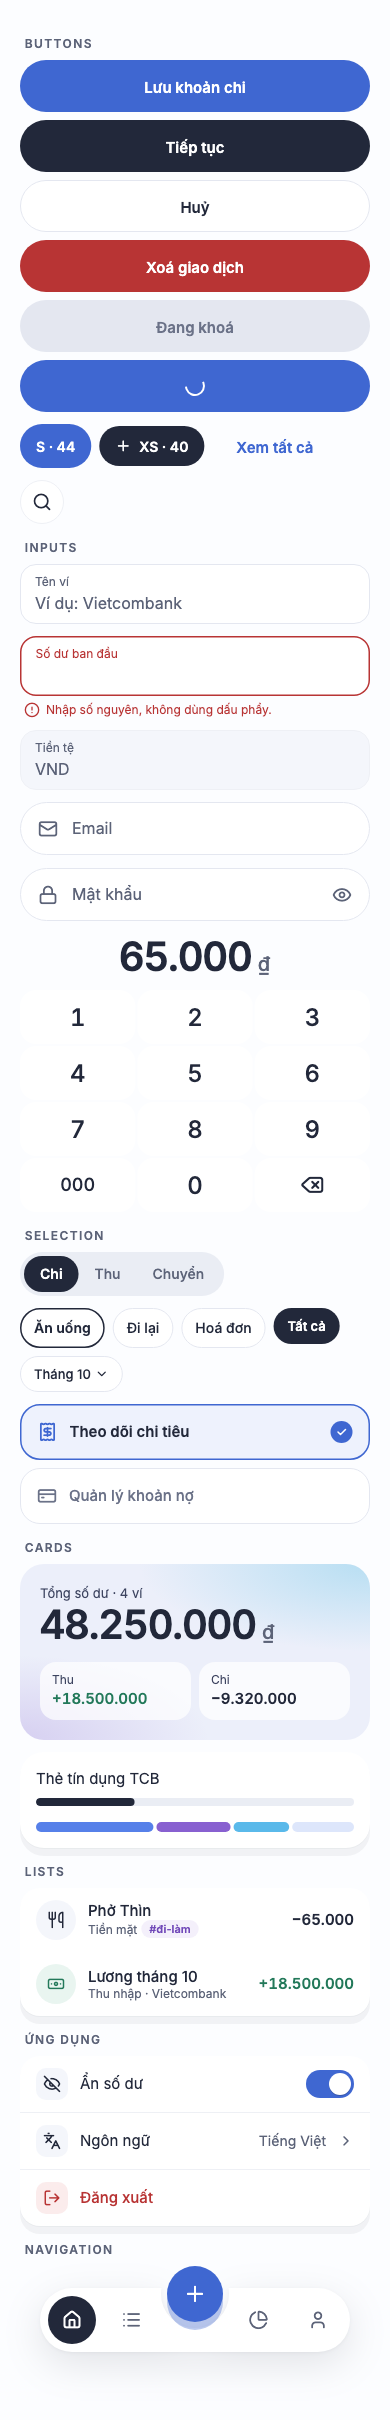 BUTTONS
Lưu khoản chi
Tiếp tục
Huỷ
Xoá giao dịch
Đang khoá
S · 44
XS · 40
Xem tất cả
INPUTS
Tên ví
Ví dụ: Vietcombank
Số dư ban đầu
Nhập số nguyên, không dùng dấu phẩy.
Tiền tệ
VND
Email
Mật khẩu
65.000 ₫
1 2 3
4 5 6
7 8 9
000 0
SELECTION
Chi Thu Chuyển
Ăn uống Đi lại Hoá đơn Tất cả
Tháng 10
Theo dõi chi tiêu
Quản lý khoản nợ
CARDS
Tổng số dư · 4 ví
48.250.000 ₫
Thu
+18.500.000
Chi
−9.320.000
Thẻ tín dụng TCB
LISTS
Phở Thìn
Tiền mặt #đi-làm
−65.000
Lương tháng 10
Thu nhập · Vietcombank
+18.500.000
ỨNG DỤNG
Ẩn số dư
Ngôn ngữ Tiếng Việt
Đăng xuất
NAVIGATION